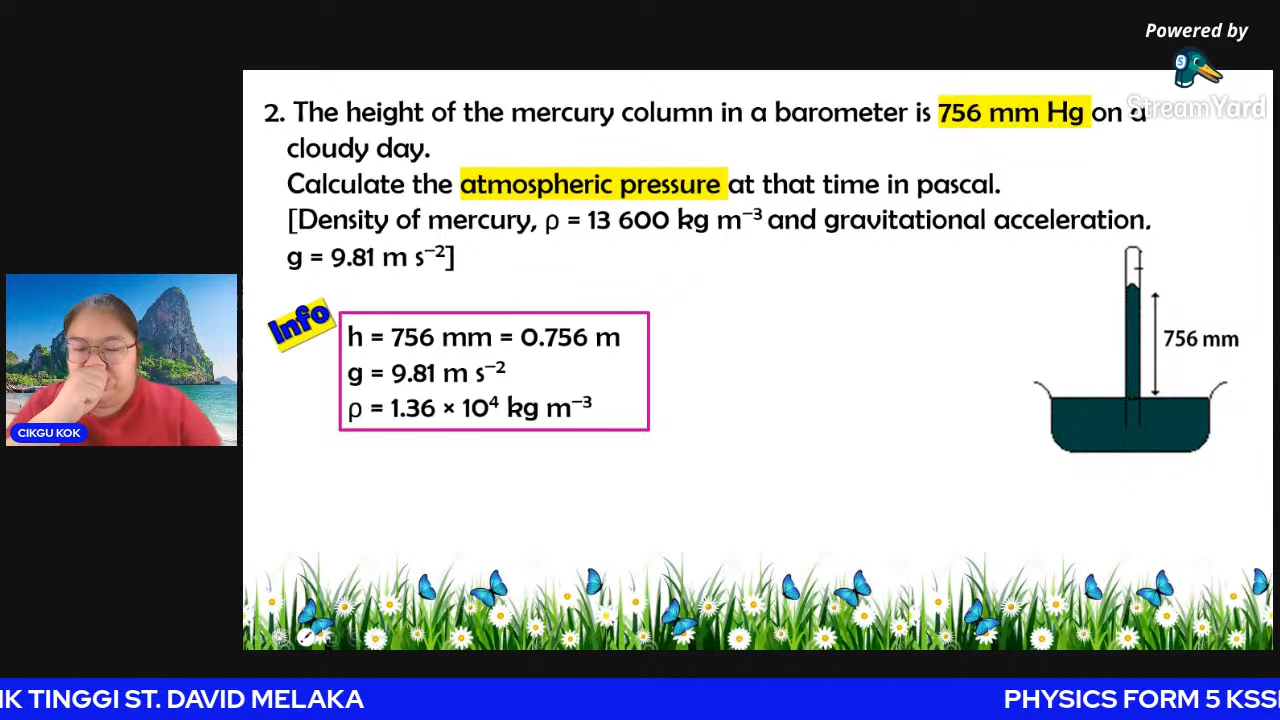 Powered by
StreamYard
2. The height of the mercury column in a barometer is 756 mm Hg on a
cloudy day.
Calculate the atmospheric pressure at that time in pascal.
[Density of mercury, ρ = 13 600 kg m⁻³ and gravitational acceleration,
g = 9.81 m s⁻²]
Info
h = 756 mm = 0.756 m
g = 9.81 m s⁻²
ρ = 1.36 × 10⁴ kg m⁻³
756 mm
CIKGU KOK
TINGGI ST. DAVID MELAKA
PHYSICS FORM 5